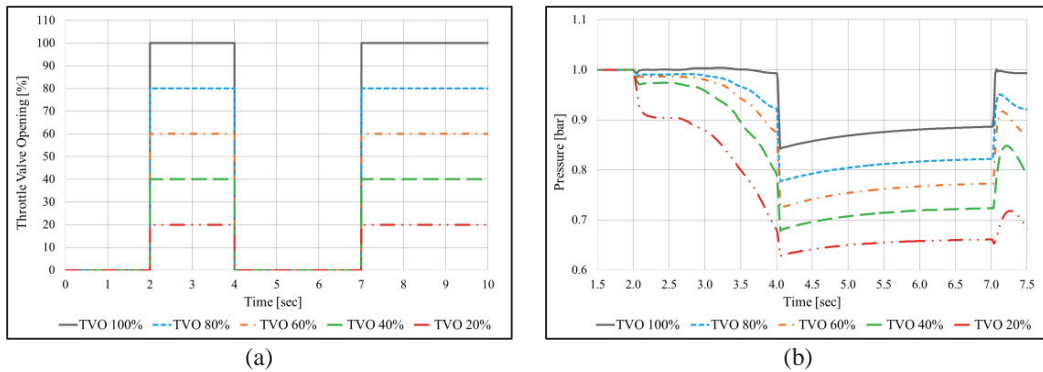 Throttle Valve Opening [%]
110
100
90
80
70
60
50
40
30
20
10
0
0 1 2 3 4 5 6 7 8 9 10
Time [sec]
TVO 100% TVO 80% TVO 60% TVO 40% TVO 20%
(a)
Pressure [bar]
1.1
1.0
0.9
0.8
0.7
0.6
1.5 2.0 2.5 3.0 3.5 4.0 4.5 5.0 5.5 6.0 6.5 7.0 7.5
Time [sec]
TVO 100% TVO 80% TVO 60% TVO 40% TVO 20%
(b)